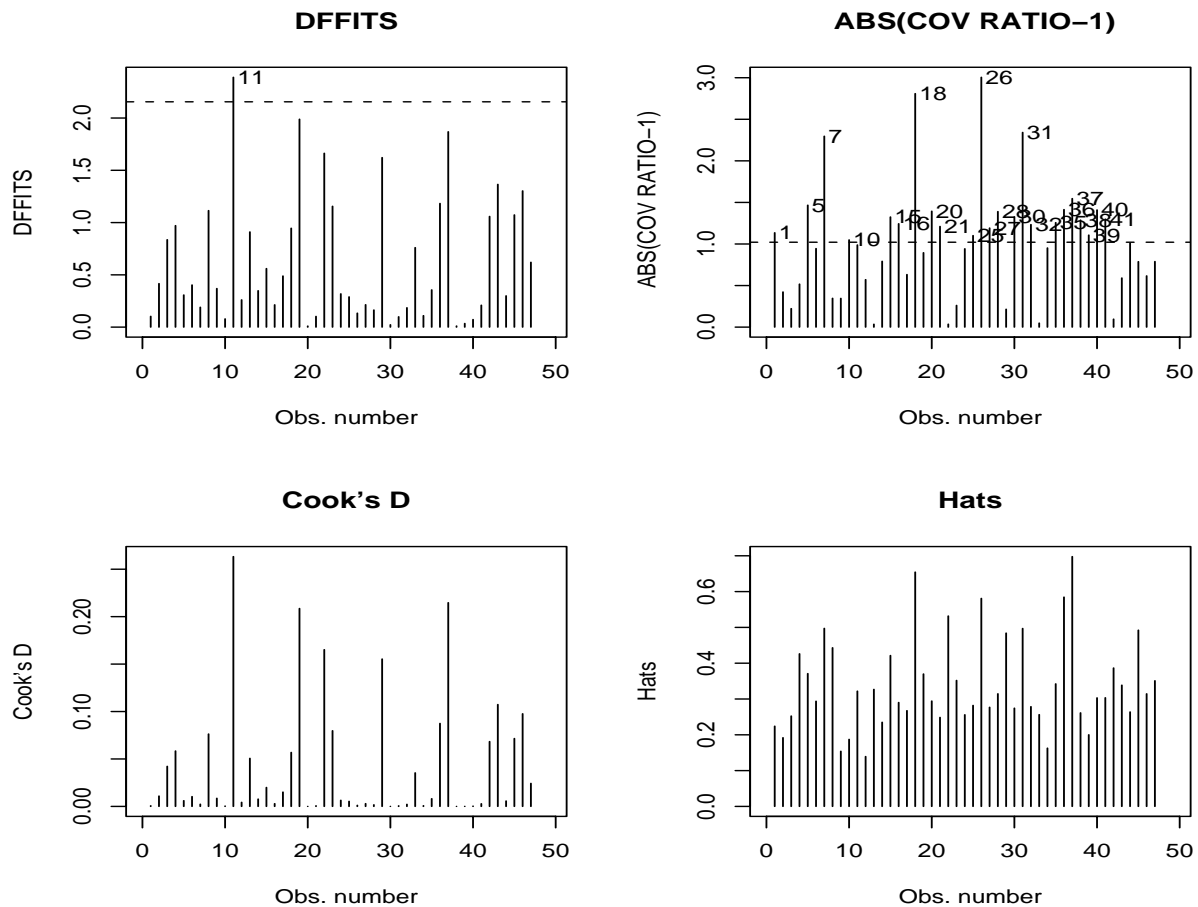 DFFITS
11
DFFITS
0.0 0.5 1.0 1.5 2.0
0 10 20 30 40 50
Obs. number
ABS(COV RATIO−1)
1 5 7 10 15 16 18 20 21 25 26 27 28 30 31 32 35 36 37 38 39 40 41
ABS(COV RATIO−1)
0.0 1.0 2.0 3.0
0 10 20 30 40 50
Obs. number
Cook's D
Cook's D
0.00 0.10 0.20
0 10 20 30 40 50
Obs. number
Hats
Hats
0.0 0.2 0.4 0.6
0 10 20 30 40 50
Obs. number